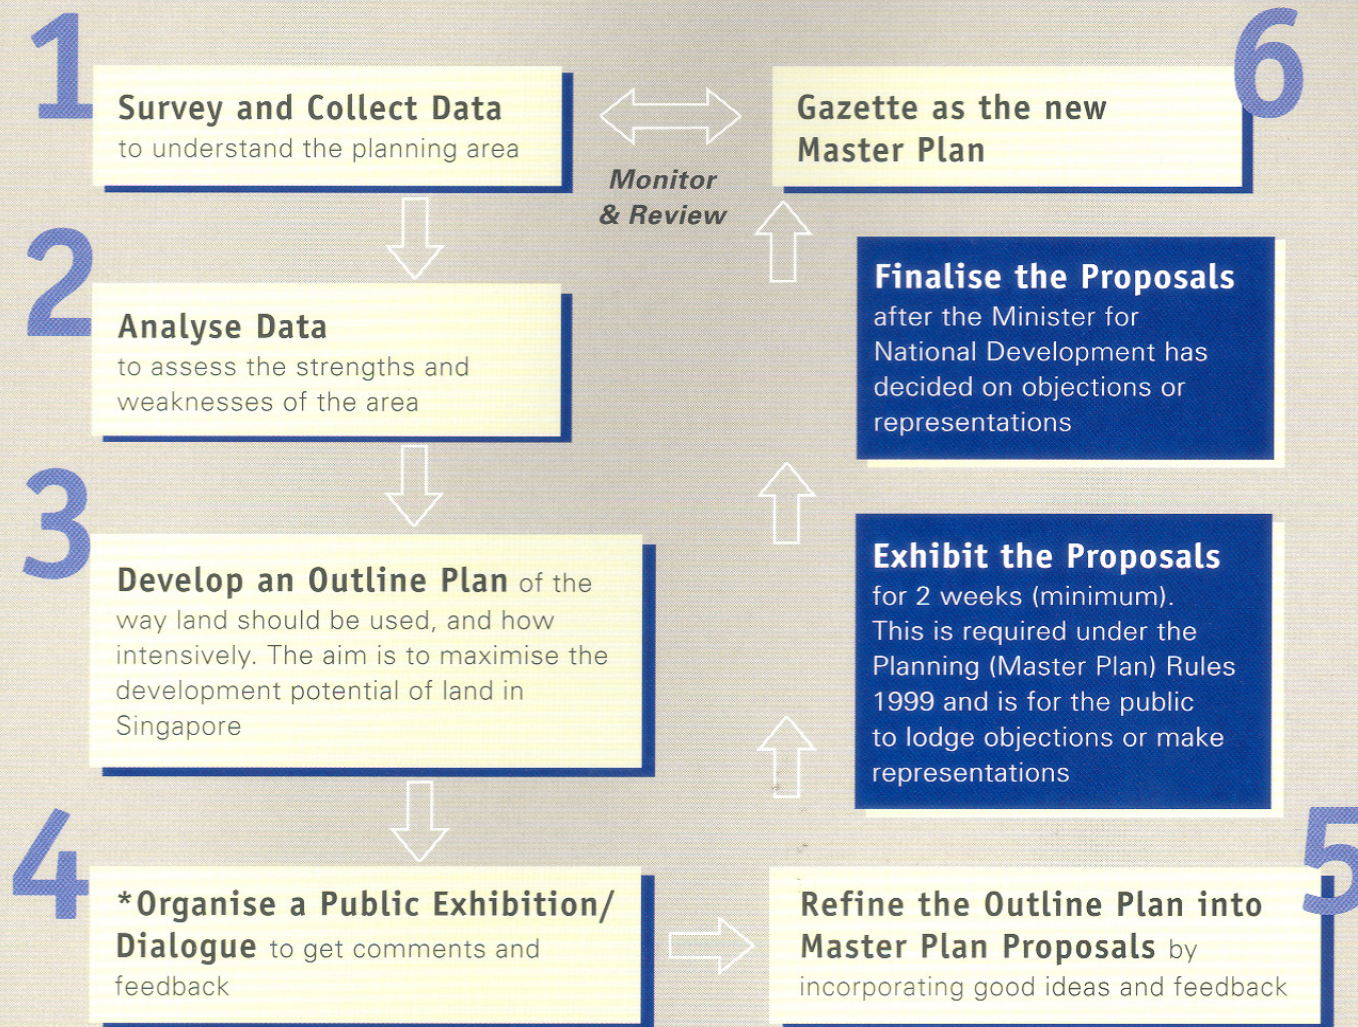 1
Survey and Collect Data
to understand the planning area
2
Analyse Data
to assess the strengths and
weaknesses of the area
3
Develop an Outline Plan of the
way land should be used, and how
intensively. The aim is to maximise the
development potential of land in
Singapore
4
*Organise a Public Exhibition/
Dialogue to get comments and
feedback
5
Refine the Outline Plan into
Master Plan Proposals by
incorporating good ideas and feedback
Exhibit the Proposals
for 2 weeks (minimum).
This is required under the
Planning (Master Plan) Rules
1999 and is for the public
to lodge objections or make
representations
Finalise the Proposals
after the Minister for
National Development has
decided on objections or
representations
6
Gazette as the new
Master Plan
Monitor
& Review